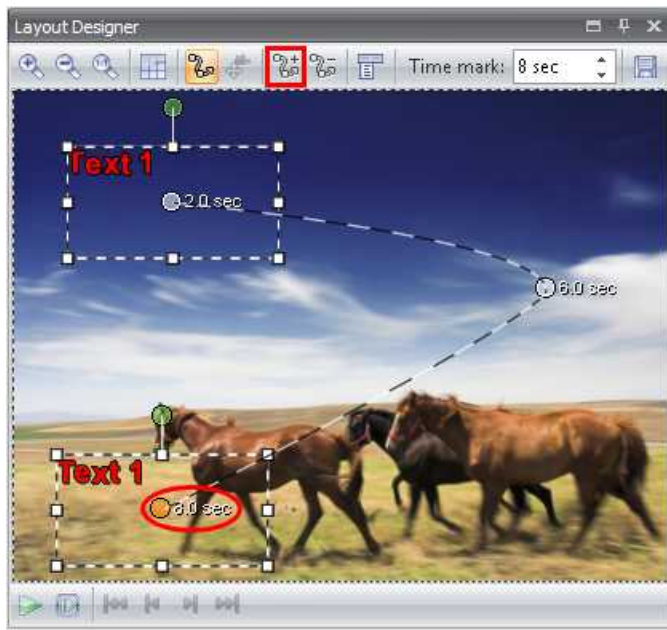 Layout Designer
Time mark: 8 sec
Text 1
2.0 sec
6.0 sec
Text 1
8.0 sec